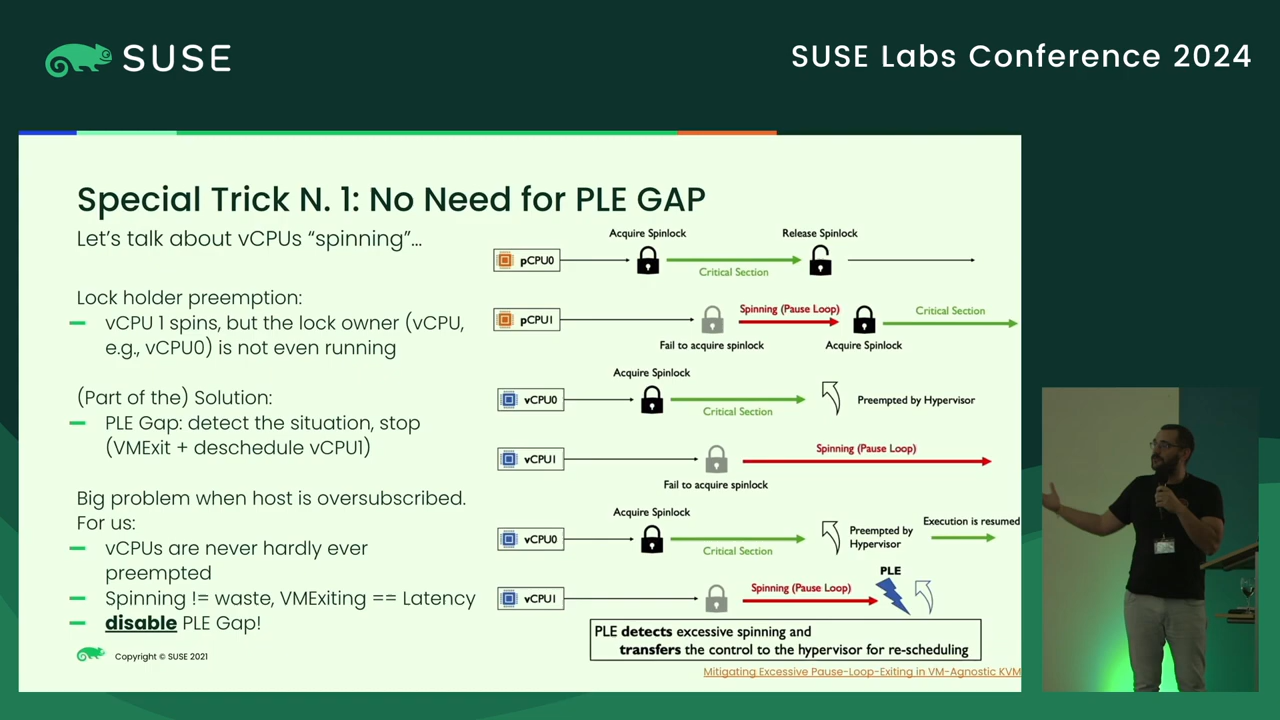 SUSE
SUSE Labs Conference 2024
Special Trick N. 1: No Need for PLE GAP
Let's talk about vCPUs “spinning”...
Lock holder preemption:
vCPU 1 spins, but the lock owner (vCPU,
e.g., vCPU0) is not even running
(Part of the) Solution:
PLE Gap: detect the situation, stop
(VMExit + deschedule vCPU1)
Big problem when host is oversubscribed.
For us:
vCPUs are never hardly ever
preempted
Spinning != waste, VMExiting == Latency
disable PLE Gap!
Copyright © SUSE 2021
Acquire Spinlock
Release Spinlock
pCPU0
Critical Section
pCPU1
Spinning (Pause Loop)
Critical Section
Fail to acquire spinlock
Acquire Spinlock
Acquire Spinlock
vCPU0
Critical Section
Preempted by Hypervisor
vCPU1
Spinning (Pause Loop)
Fail to acquire spinlock
Acquire Spinlock
vCPU0
Critical Section
Preempted by
Hypervisor
Execution is resumed
vCPU1
Spinning (Pause Loop)
PLE
PLE detects excessive spinning and
transfers the control to the hypervisor for re-scheduling
Mitigating Excessive Pause-Loop-Exiting in VM-Agnostic KVM